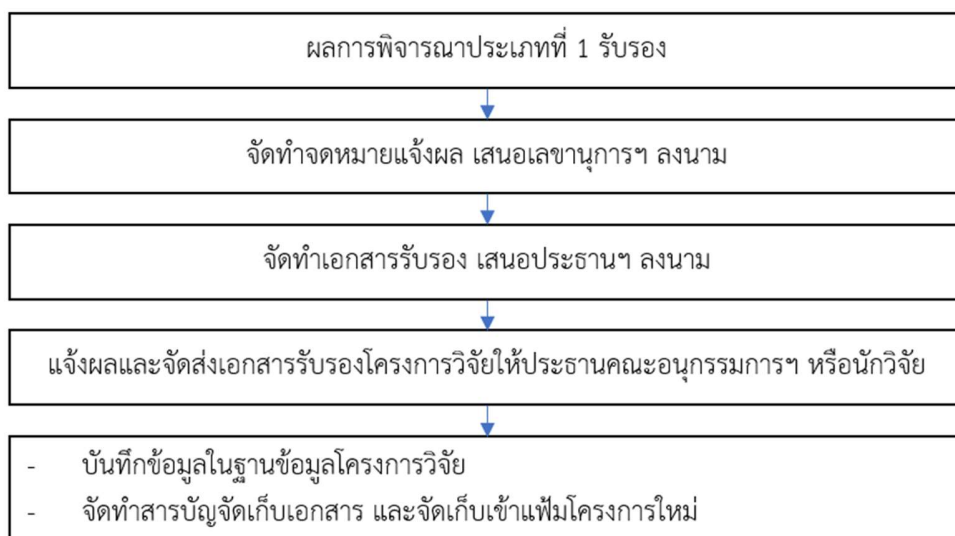 ผลการพิจารณาประเภทที่ 1 รับรอง
จัดทำจดหมายแจ้งผล เสนอเลขานุการฯ ลงนาม
จัดทำเอกสารรับรอง เสนอประธานฯ ลงนาม
แจ้งผลและจัดส่งเอกสารรับรองโครงการวิจัยให้ประธานคณะอนุกรรมการฯ หรือนักวิจัย
- บันทึกข้อมูลในฐานข้อมูลโครงการวิจัย
- จัดทำสารบัญจัดเก็บเอกสาร และจัดเก็บเข้าแฟ้มโครงการใหม่